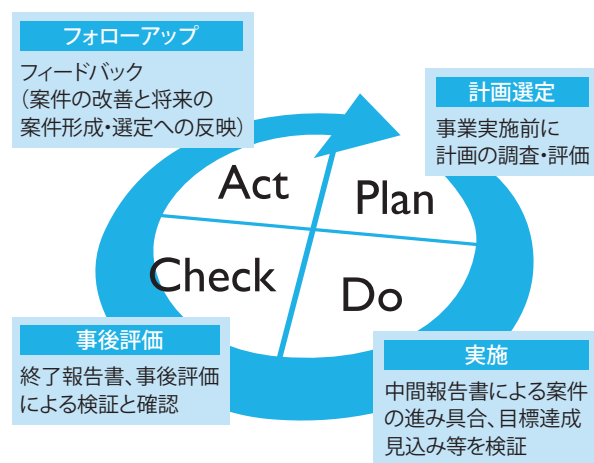 フォローアップ
フィードバック
（案件の改善と将来の
案件形成・選定への反映）
計画選定
事業実施前に
計画の調査・評価
Act
Plan
Check
Do
事後評価
終了報告書、事後評価
による検証と確認
実施
中間報告書による案件
の進み具合、目標達成
見込み等を検証